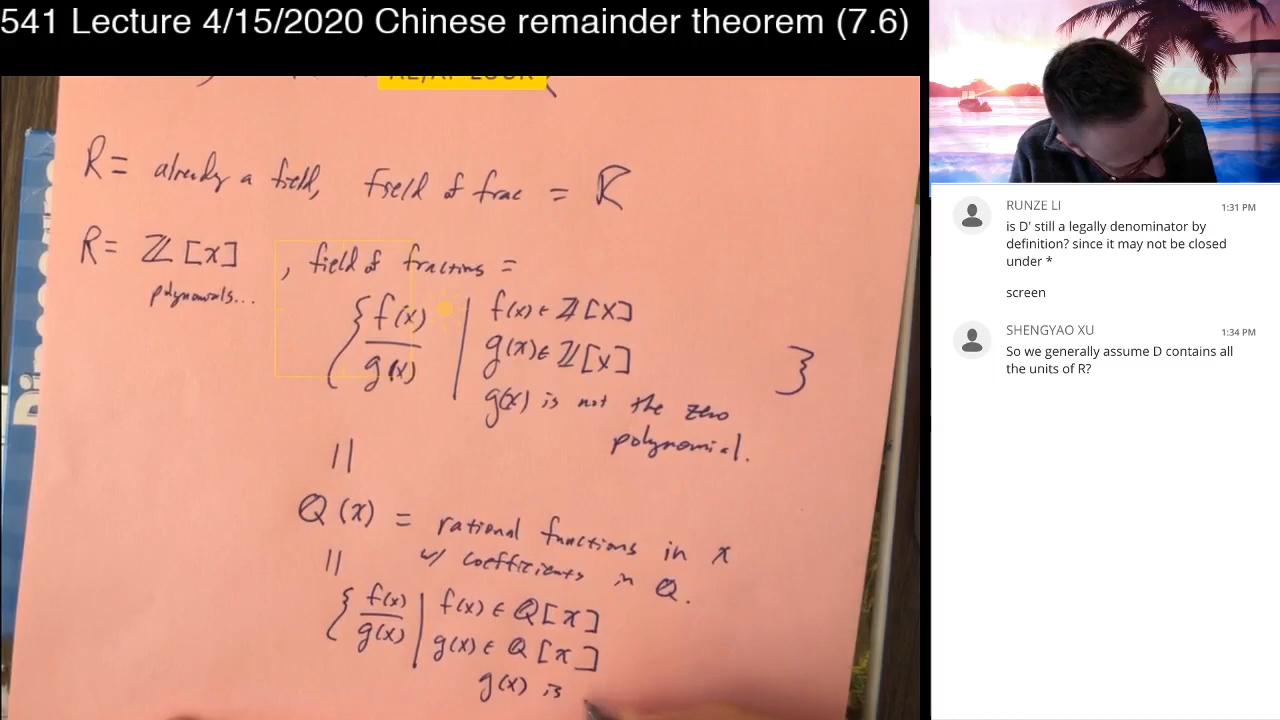 541 Lecture 4/15/2020 Chinese remainder theorem (7.6)
AE/AF LOCK
R = already a field, Field of frac = R
R = ℤ[x], field of fractions =
polynomials...
{ f(x)/g(x) | f(x) ∈ ℤ[x]
g(x) ∈ ℤ[x]
g(x) is not the zero
polynomial. }
||
ℚ(x) = rational functions in x
w/ coefficients in ℚ.
||
{ f(x)/g(x) | f(x) ∈ ℚ[x]
g(x) ∈ ℚ[x]
g(x) is
RUNZE LI 1:31 PM
is D' still a legally denominator by
definition? since it may not be closed
under *
screen
SHENGYAO XU 1:34 PM
So we generally assume D contains all
the units of R?